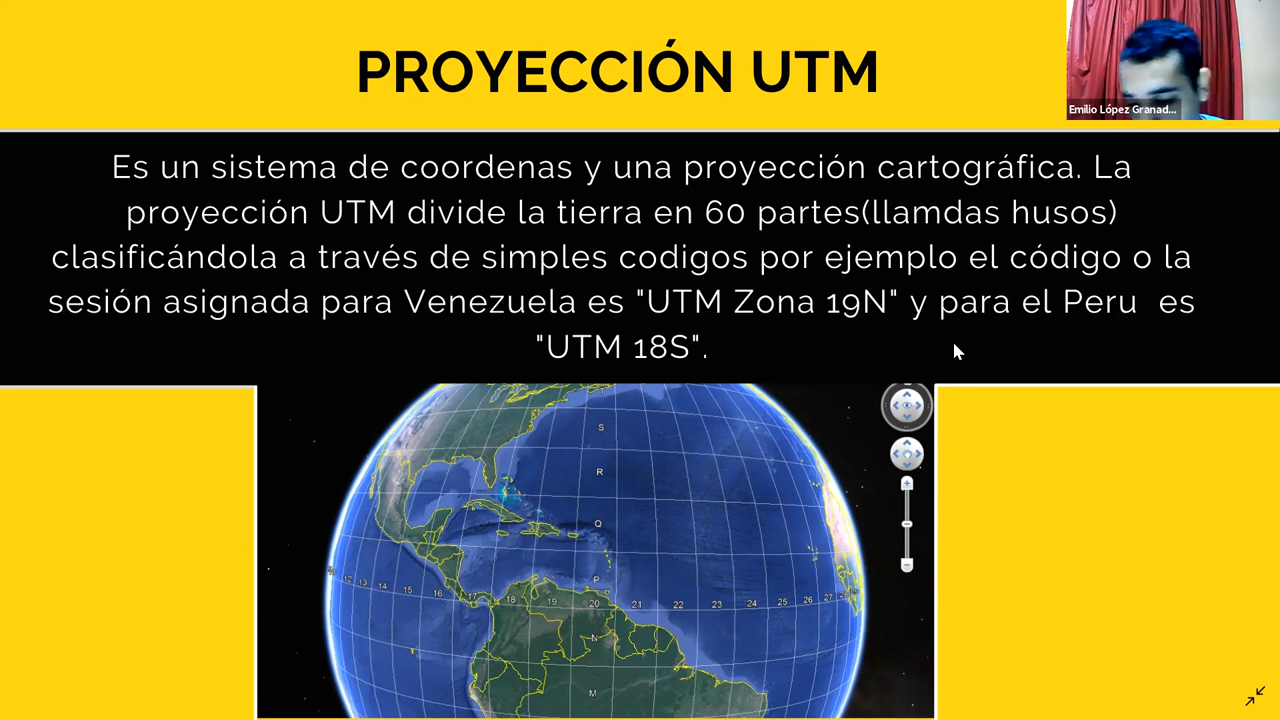 PROYECCIÓN UTM
Emilio López Granad...
Es un sistema de coordenas y una proyección cartográfica. La
proyección UTM divide la tierra en 60 partes(llamdas husos)
clasificándola a través de simples codigos por ejemplo el código o la
sesión asignada para Venezuela es "UTM Zona 19N" y para el Peru es
"UTM 18S".
S
R
Q
P
12 13 14 15 16 17 18 19 20 21 22 23 24 25 26 27
N
M